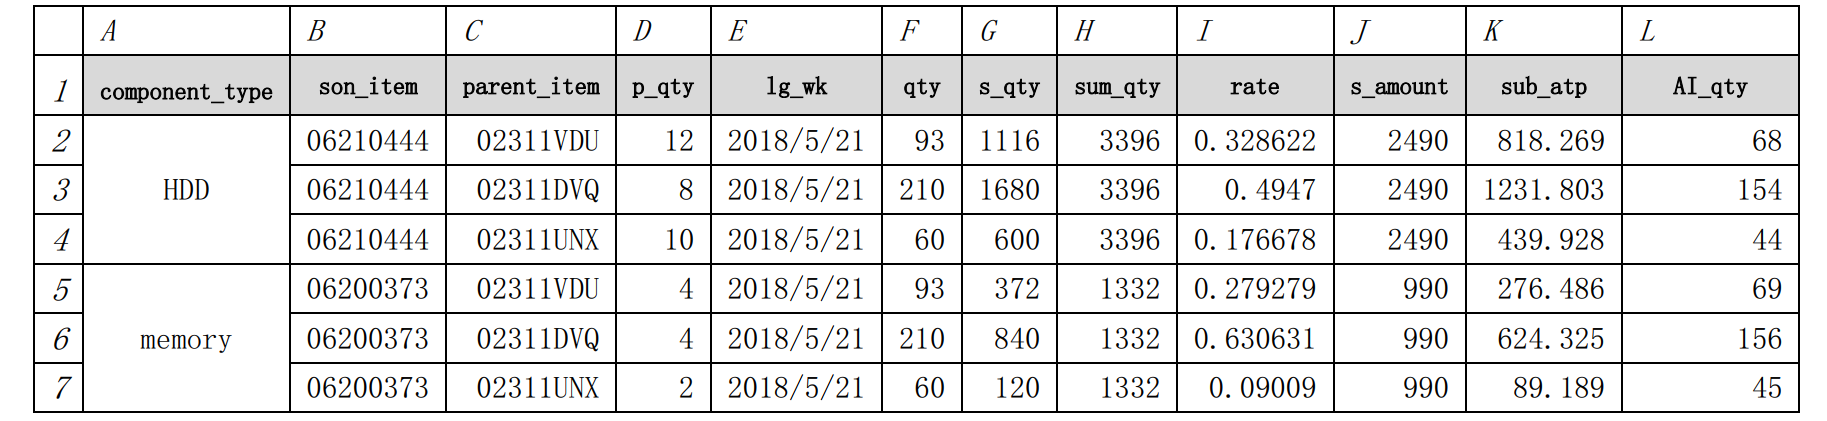 A B C D E F G H I J K L
1 component_type son_item parent_item p_qty lg_wk qty s_qty sum_qty rate s_amount sub_atp AI_qty
2 06210444 02311VDU 12 2018/5/21 93 1116 3396 0.328622 2490 818.269 68
3 HDD 06210444 02311DVQ 8 2018/5/21 210 1680 3396 0.4947 2490 1231.803 154
4 06210444 02311UNX 10 2018/5/21 60 600 3396 0.176678 2490 439.928 44
5 06200373 02311VDU 4 2018/5/21 93 372 1332 0.279279 990 276.486 69
6 memory 06200373 02311DVQ 4 2018/5/21 210 840 1332 0.630631 990 624.325 156
7 06200373 02311UNX 2 2018/5/21 60 120 1332 0.09009 990 89.189 45